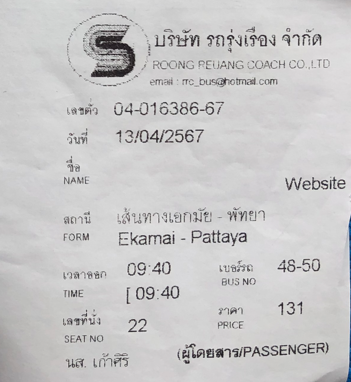 บริษัท รถรุ่งเรือง จำกัด
ROONG REUANG COACH CO.,LTD
email : rrc_bus@hotmail.com
เลขตั๋ว 04-016386-67
วันที่ 13/04/2567
ชื่อ
NAME Website
สถานี เส้นทางเอกมัย - พัทยา
FORM Ekamai - Pattaya
เวลาออก 09:40 เบอร์รถ 48-50
BUS NO
TIME [ 09:40
เลขที่นั่ง 22 ราคา 131
PRICE
SEAT NO
นส. เก้าศิริ (ผู้โดยสาร/PASSENGER)